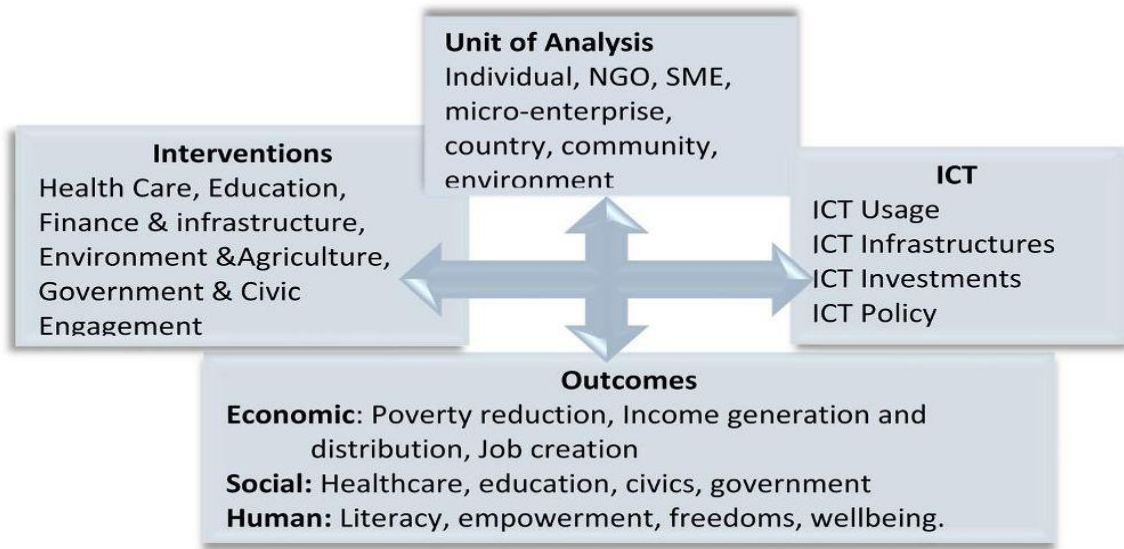 Unit of Analysis
Individual, NGO, SME,
micro-enterprise,
country, community,
environment
Interventions
Health Care, Education,
Finance & infrastructure,
Environment &Agriculture,
Government & Civic
Engagement
ICT
ICT Usage
ICT Infrastructures
ICT Investments
ICT Policy
Outcomes
Economic: Poverty reduction, Income generation and
distribution, Job creation
Social: Healthcare, education, civics, government
Human: Literacy, empowerment, freedoms, wellbeing.